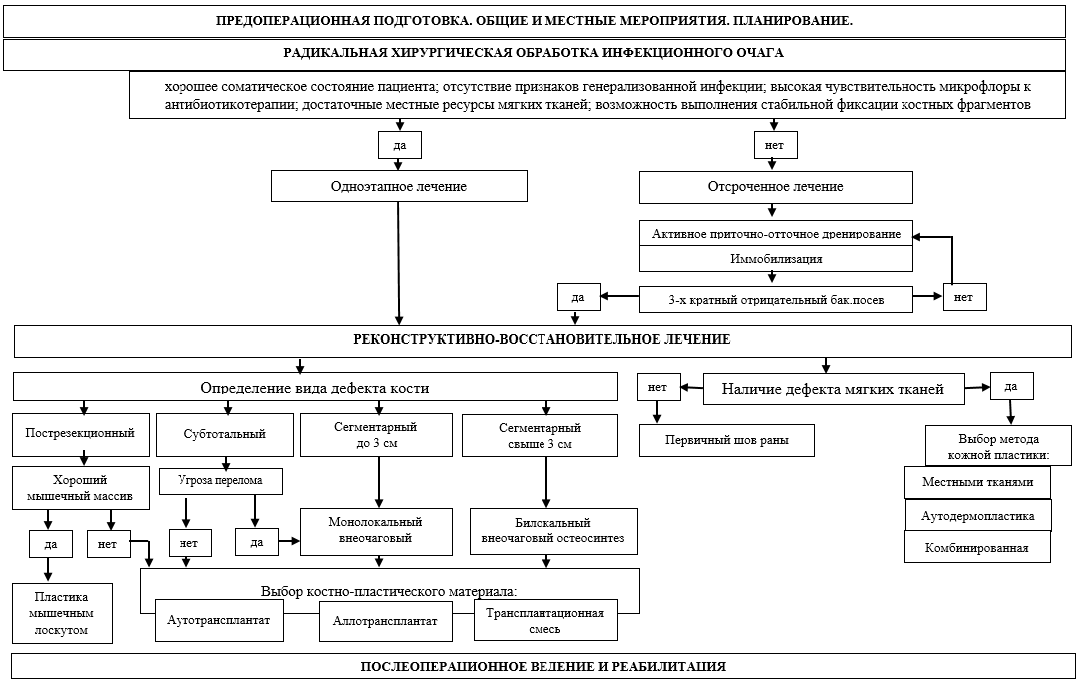 ПРЕДОПЕРАЦИОННАЯ ПОДГОТОВКА. ОБЩИЕ И МЕСТНЫЕ МЕРОПРИЯТИЯ. ПЛАНИРОВАНИЕ.
РАДИКАЛЬНАЯ ХИРУРГИЧЕСКАЯ ОБРАБОТКА ИНФЕКЦИОННОГО ОЧАГА
хорошее соматическое состояние пациента; отсутствие признаков генерализованной инфекции; высокая чувствительность микрофлоры к
антибиотикотерапии; достаточные местные ресурсы мягких тканей; возможность выполнения стабильной фиксации костных фрагментов
да
нет
Одноэтапное лечение
Отсроченное лечение
Активное приточно-отточное дренирование
Иммобилизация
да
3-х кратный отрицательный бак.посев
нет
РЕКОНСТРУКТИВНО-ВОССТАНОВИТЕЛЬНОЕ ЛЕЧЕНИЕ
Определение вида дефекта кости
нет
Наличие дефекта мягких тканей
да
Пострезекционный
Субтотальный
Сегментарный
до 3 см
Сегментарный
свыше 3 см
Первичный шов раны
Выбор метода
кожной пластики:
Хороший
мышечный массив
Угроза перелома
Местными тканями
Аутодермопластика
Комбинированная
Монолокальный
внеочаговый
Билскальный
внеочаговый остеосинтез
да
нет
нет
да
Выбор костно-пластического материала:
Пластика
мышечным
лоскутом
Аутотрансплантат
Аллотрансплантат
Трансплантационная
смесь
ПОСЛЕОПЕРАЦИОННОЕ ВЕДЕНИЕ И РЕАБИЛИТАЦИЯ